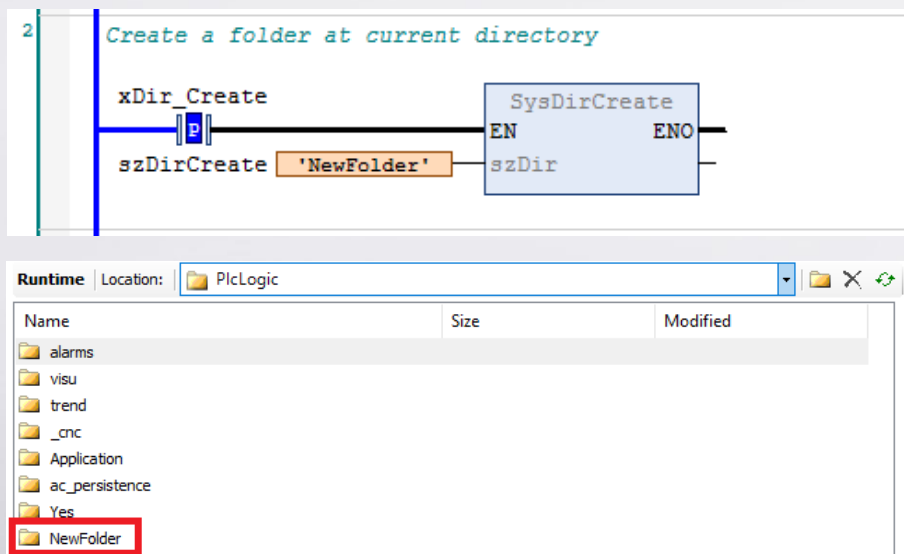 2
Create a folder at current directory
xDir_Create
SysDirCreate
P
EN ENO
szDirCreate 'NewFolder' szDir
Runtime Location: PlcLogic
Name Size Modified
alarms
visu
trend
_cnc
Application
ac_persistence
Yes
NewFolder